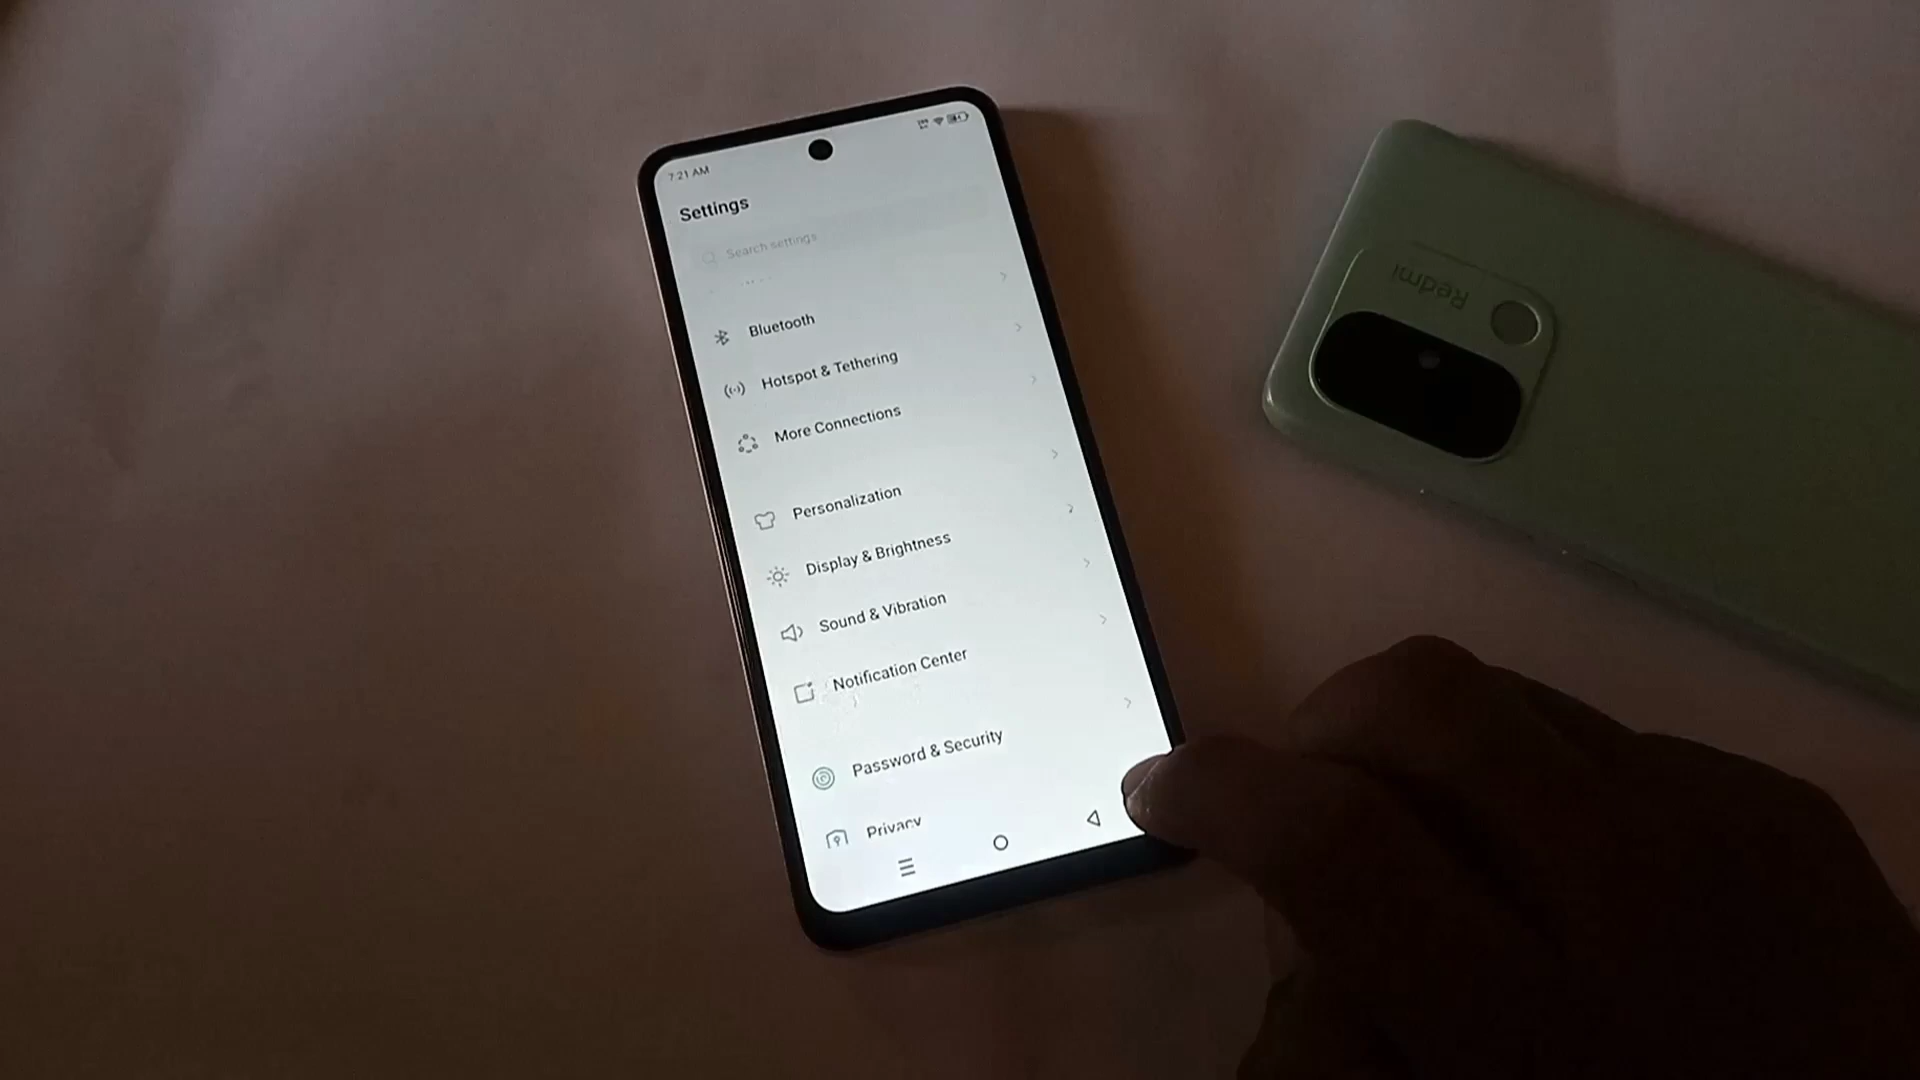 7:21 AM
Settings
Search settings
Bluetooth
Hotspot & Tethering
More Connections
Personalization
Display & Brightness
Sound & Vibration
Notification Center
Password & Security
Privacy
Redmi